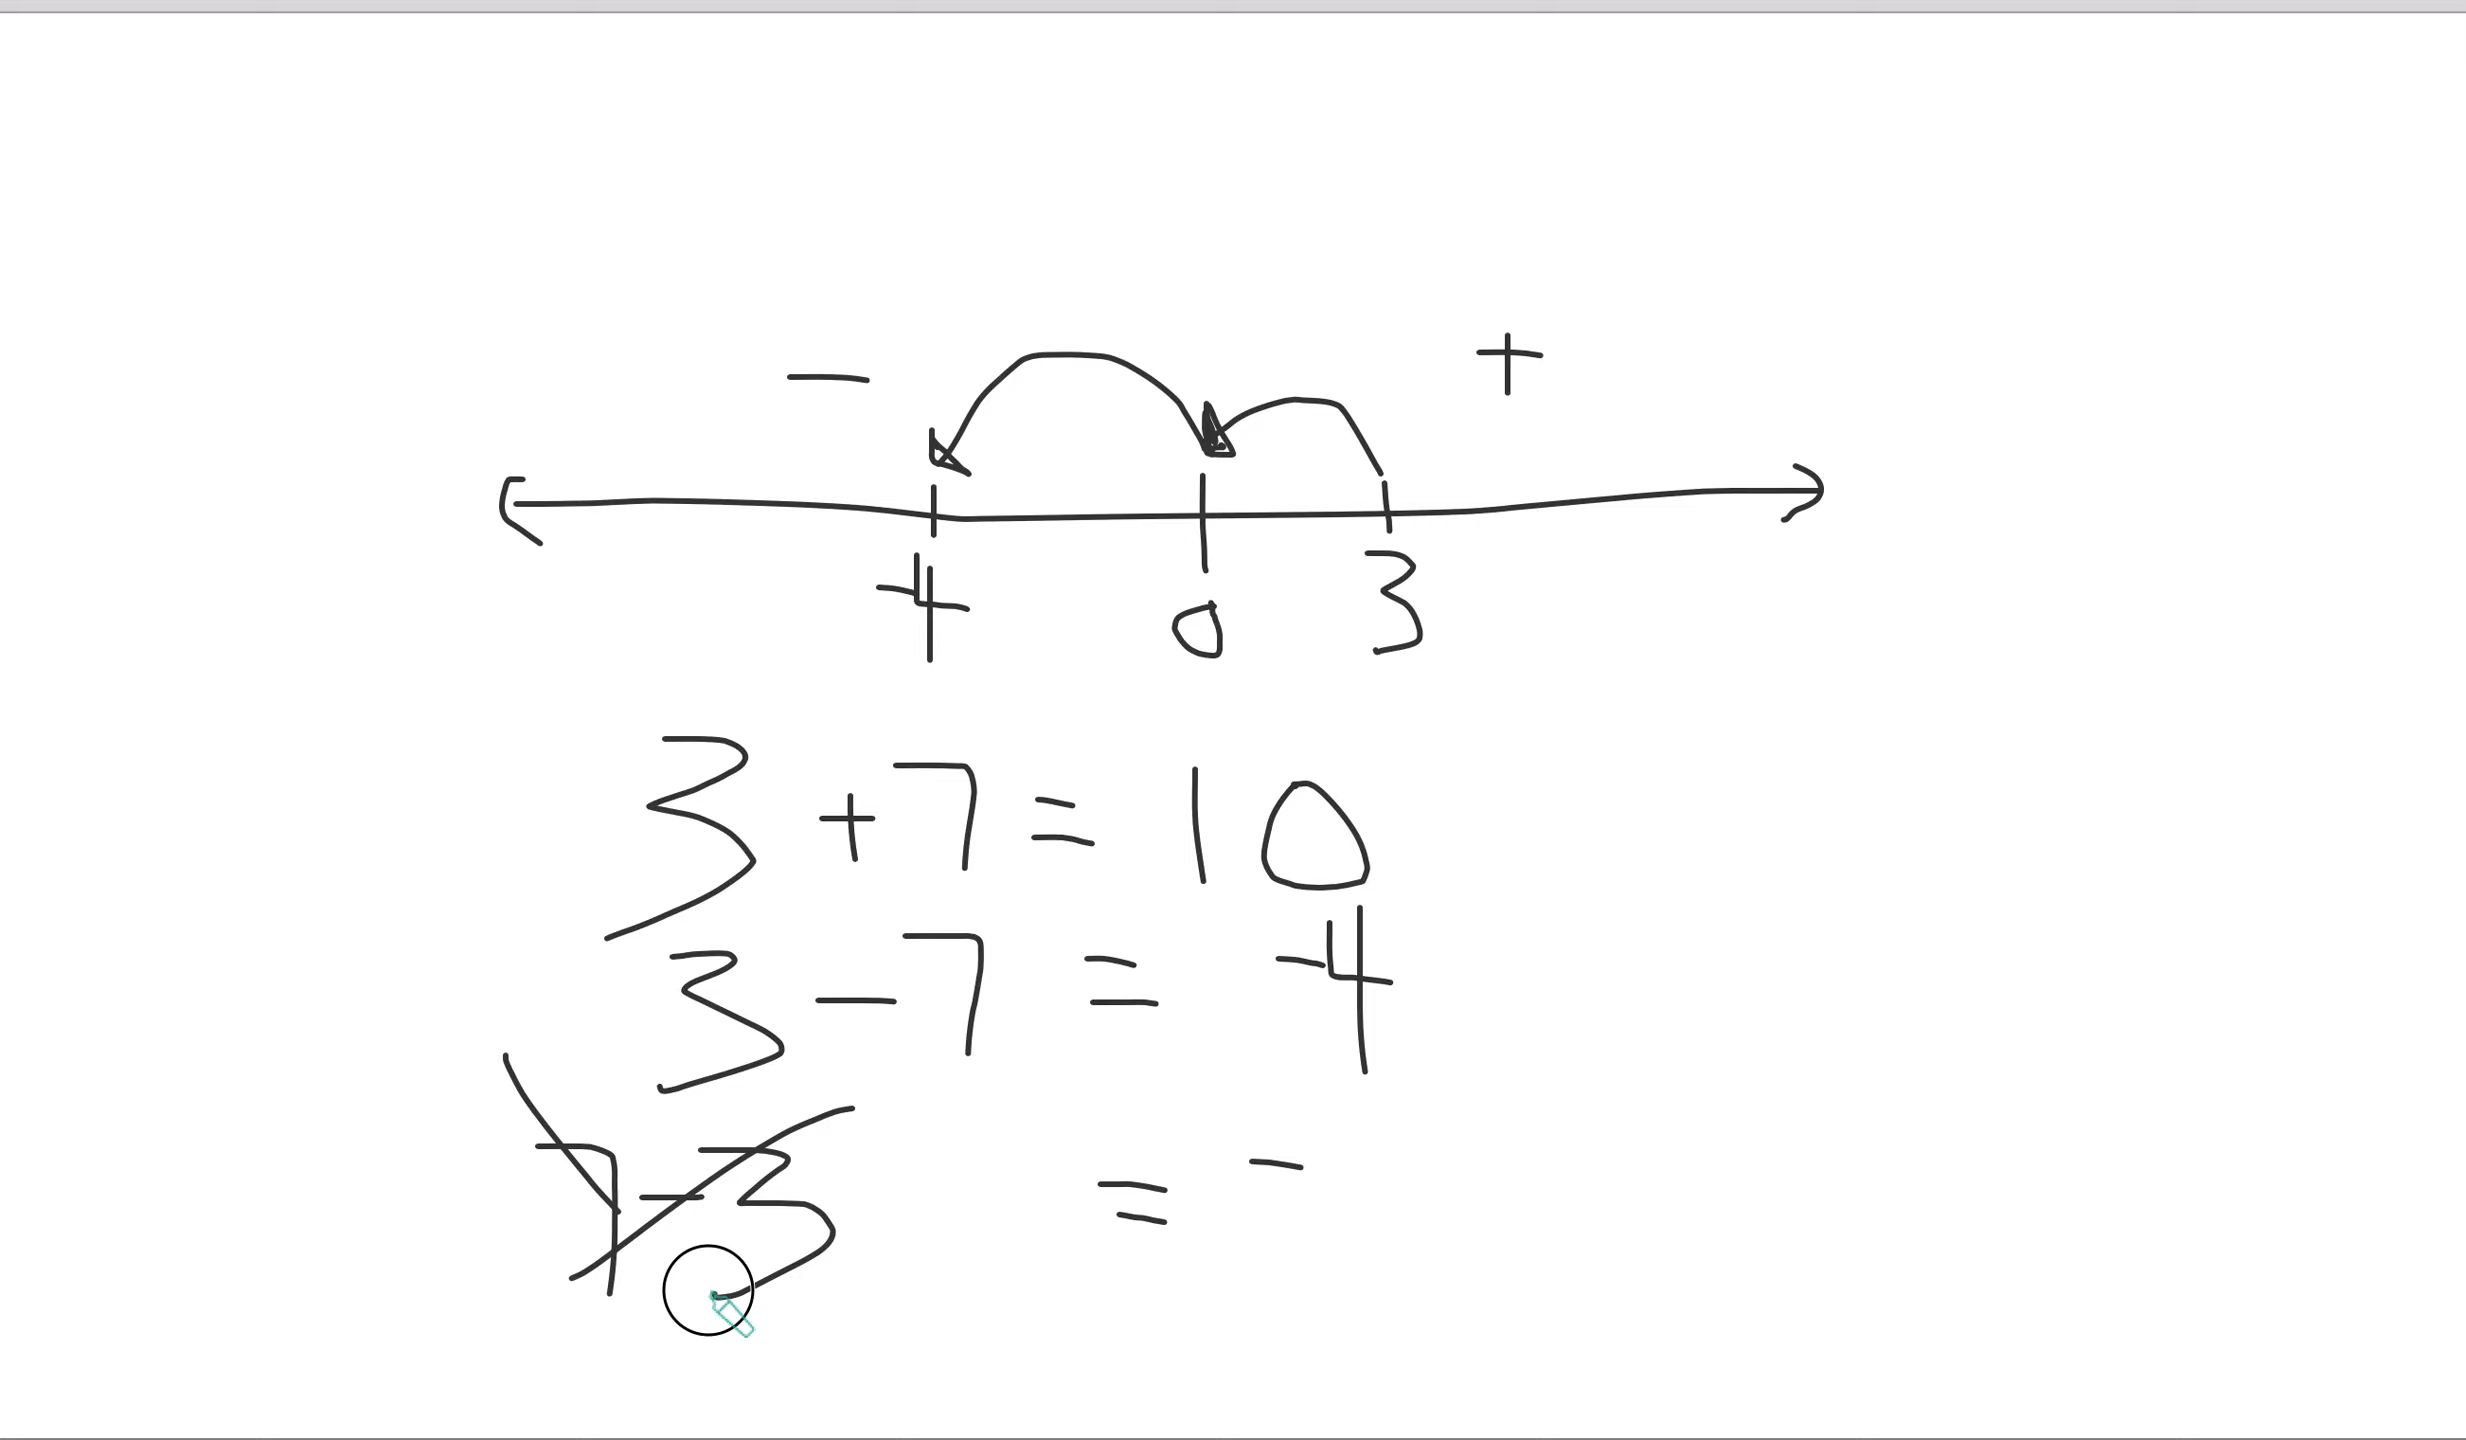 - +
-4 0 3
3 + 7 = 10
3 - 7 = -4
7 - 3 = -